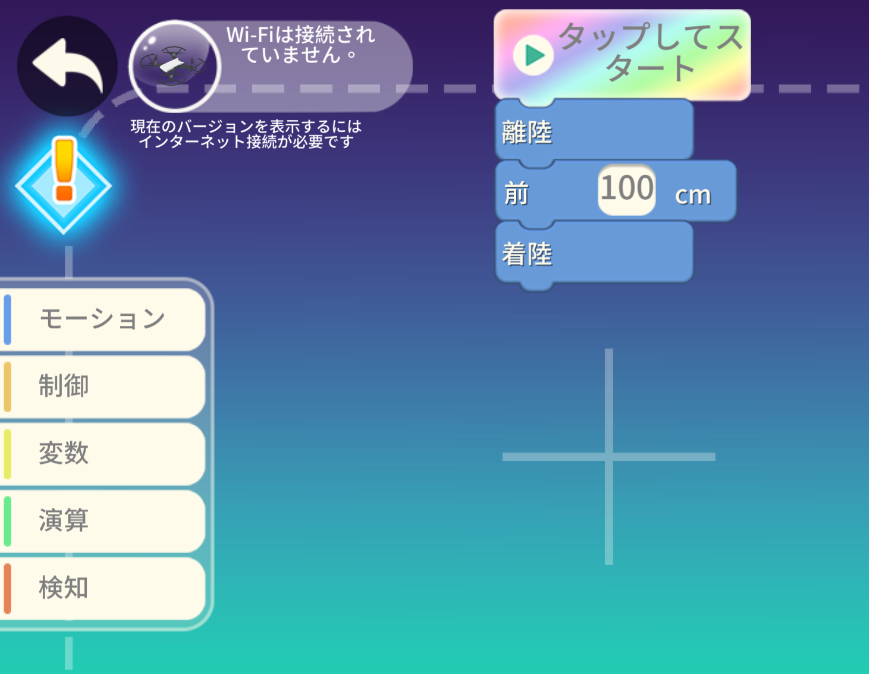 Wi-Fiは接続され
ていません。
現在のバージョンを表示するには
インターネット接続が必要です
タップしてス
タート
離陸
前 100 cm
着陸
モーション
制御
変数
演算
検知